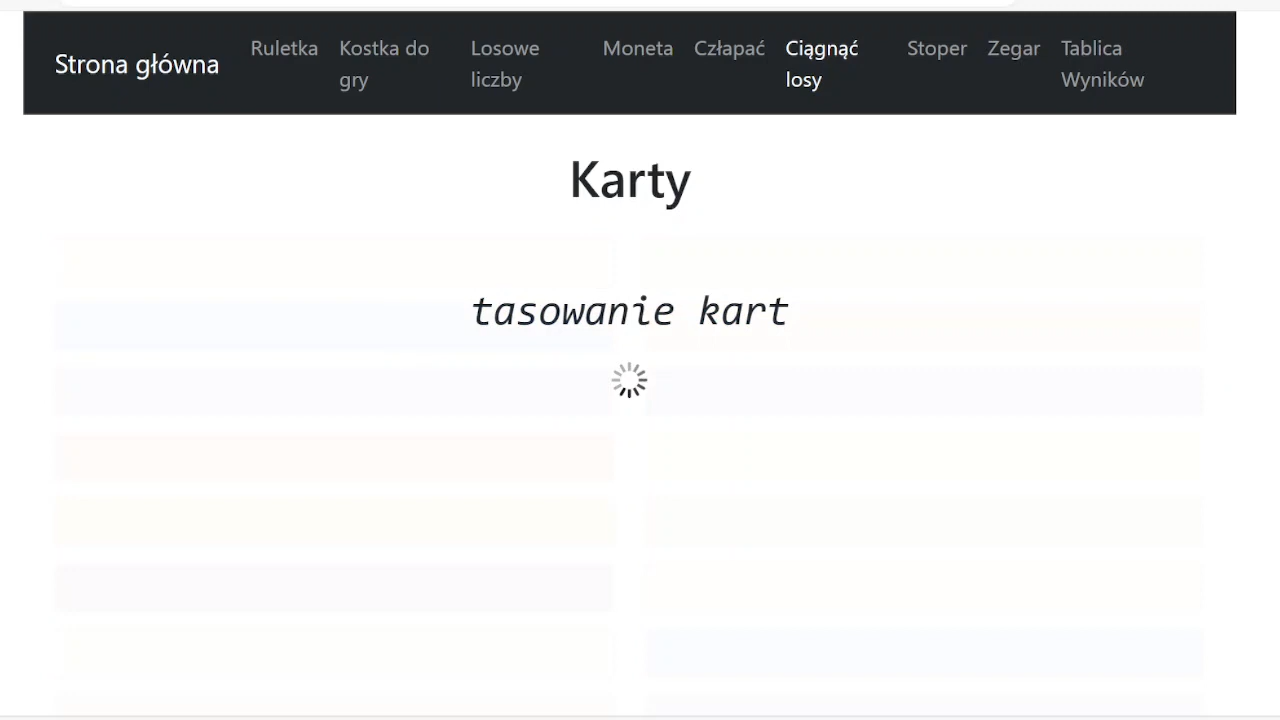 Strona główna
Ruletka
Kostka do
gry
Losowe
liczby
Moneta
Człapać
Ciągnąć
losy
Stoper
Zegar
Tablica
Wyników
Karty
tasowanie kart